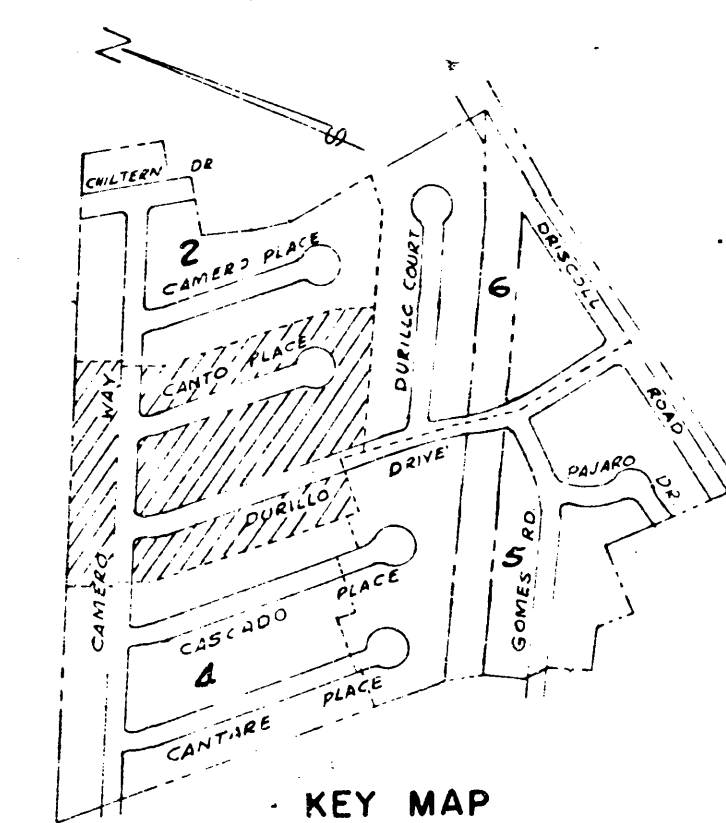 N
S
CHILTERN DR
2
CAMERO PLACE
DURILLO COURT
6
DRISCOLL
ROAD
CANTO PLACE
WAY
DRIVE
PAJARO DR
DURILLO
GOMES RD.
5
CAMERO
PLACE
CASCADO
4
PLACE
CANTARE
KEY MAP